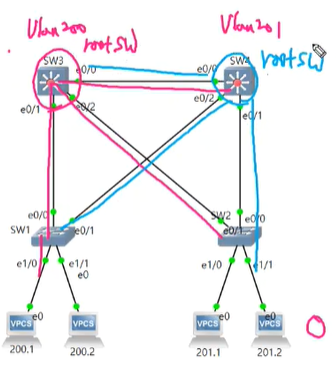 Vlan200
rootSW
Vlan201
rootSW
SW3
e0/0
e0/0
SW4
e0/1
e0/2
e0/2
e0/1
e0/0
SW1
e0/1
SW2
e0/0
e0/1
e1/0
e1/1
e0
e1/0
e1/1
e0
e0
e0
VPCS
VPCS
VPCS
VPCS
200.1
200.2
201.1
201.2